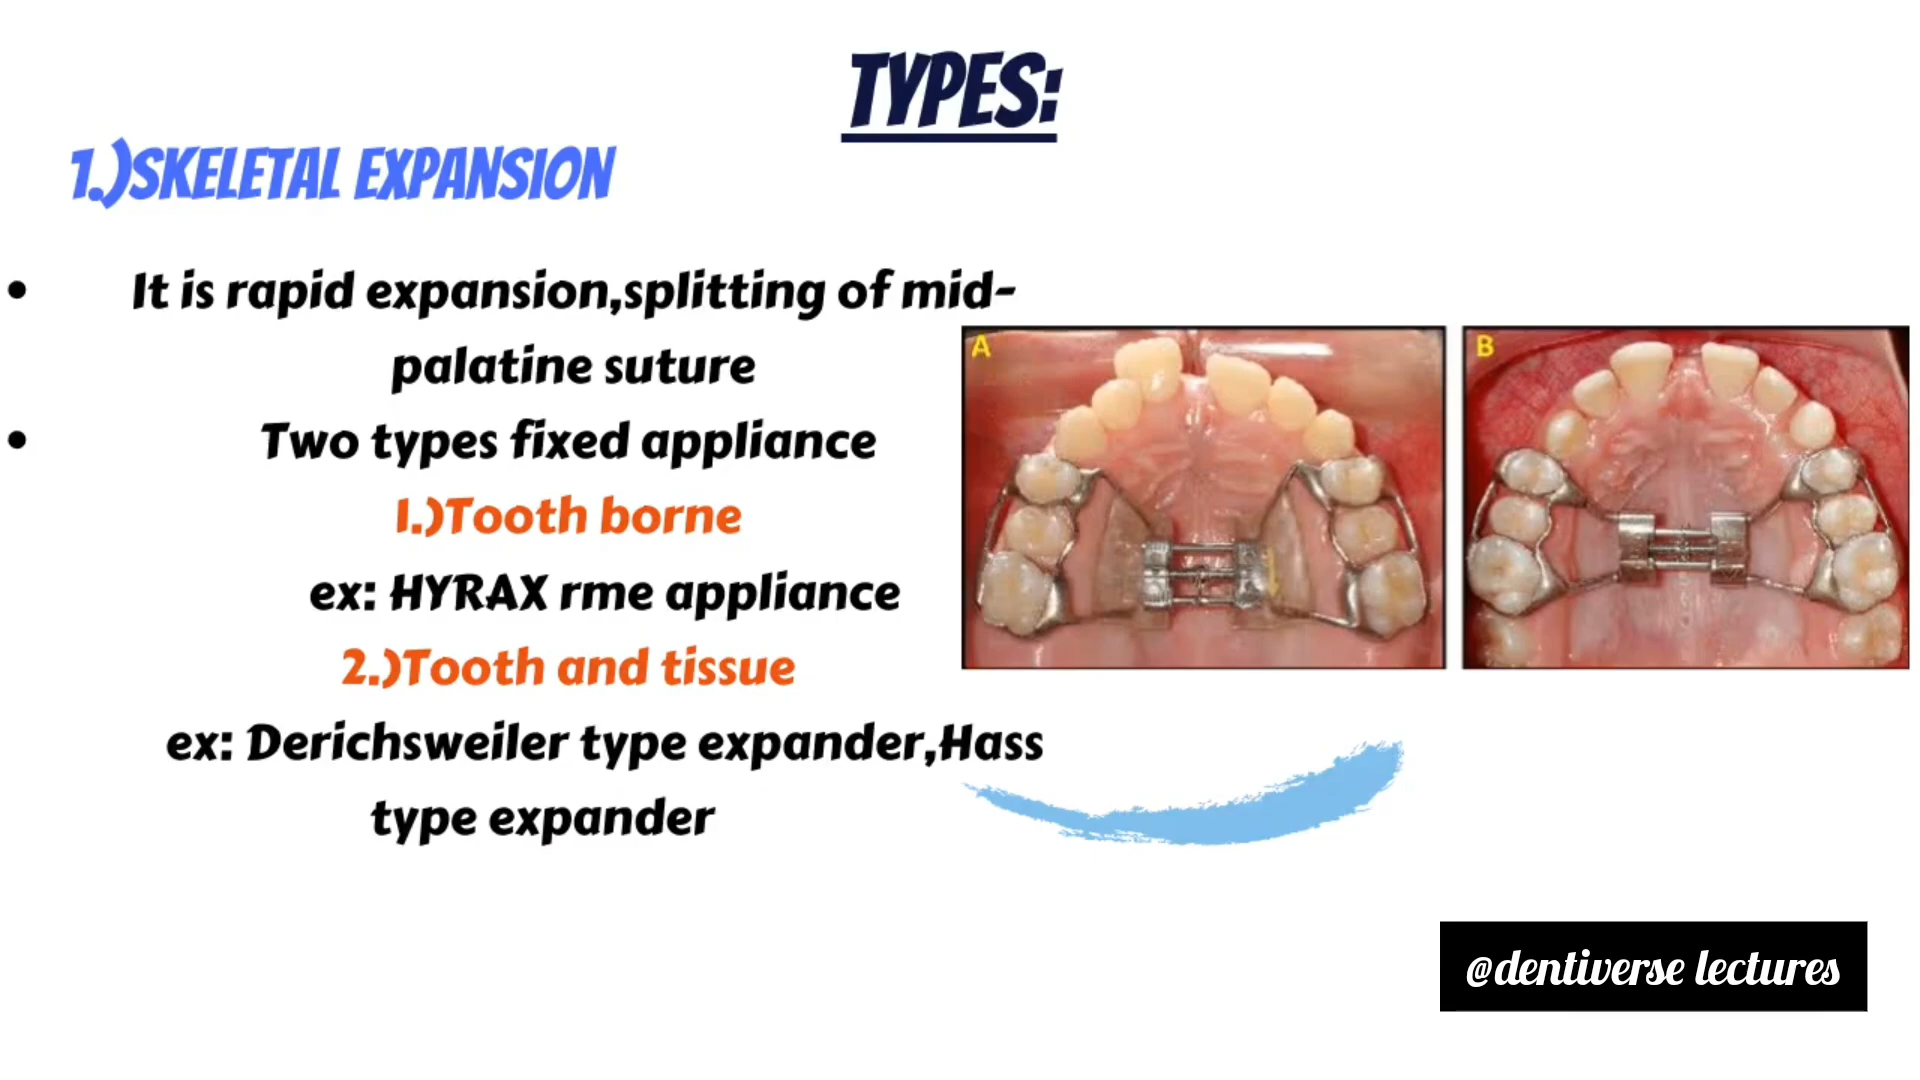 TYPES:
1.)SKELETAL EXPANSION
• It is rapid expansion,splitting of mid-
palatine suture
• Two types fixed appliance
1.)Tooth borne
ex: HYRAX rme appliance
2.)Tooth and tissue
ex: Derichsweiler type expander,Hass
type expander
A
B
@dentiverse lectures